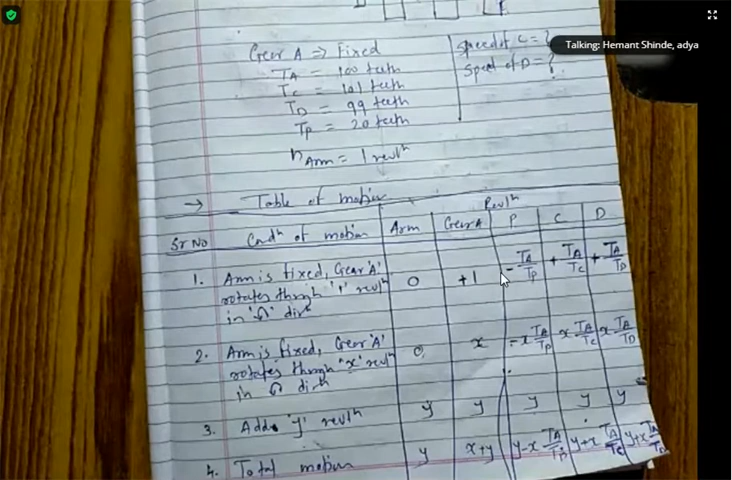 Gear A ⇒ Fixed
TA = 100 teeth
TC = 101 teeth
TD = 99 teeth
TP = 20 teeth
nArm = 1 revlⁿ
Speed of C = ?
Speed of D = ?
Talking: Hemant Shinde, adya
→ Table of motion
Revlⁿ
Sr No Condⁿ of motion Arm Gear A P C D
1. Arm is fixed, Gear 'A' 0 +1 -TA/TP +TA/TC +TA/TD
rotates through '1' revlⁿ
in ↺ dirⁿ
2. Arm is fixed, Gear 'A' 0 x -x TA/TP x TA/TC x TA/TD
rotates through 'x' revlⁿ
in ↺ dirⁿ
3. Add 'y' revlⁿ y y y y y
4. Total motion y x+y y-x TA/TP y+x TA/TC y+x TA/TD